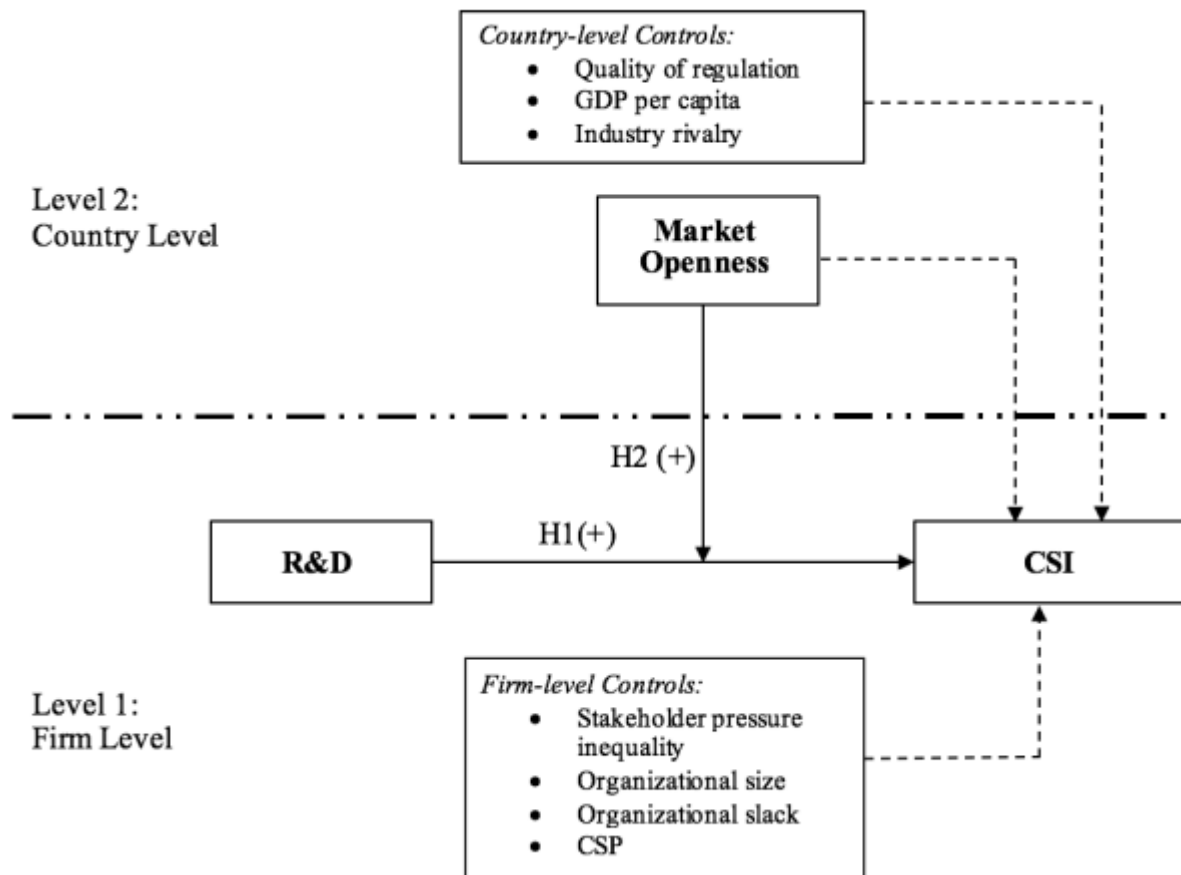 Country-level Controls:
• Quality of regulation
• GDP per capita
• Industry rivalry
Level 2:
Country Level
Market
Openness
H2 (+)
H1(+)
R&D
CSI
Level 1:
Firm Level
Firm-level Controls:
• Stakeholder pressure
inequality
• Organizational size
• Organizational slack
• CSP